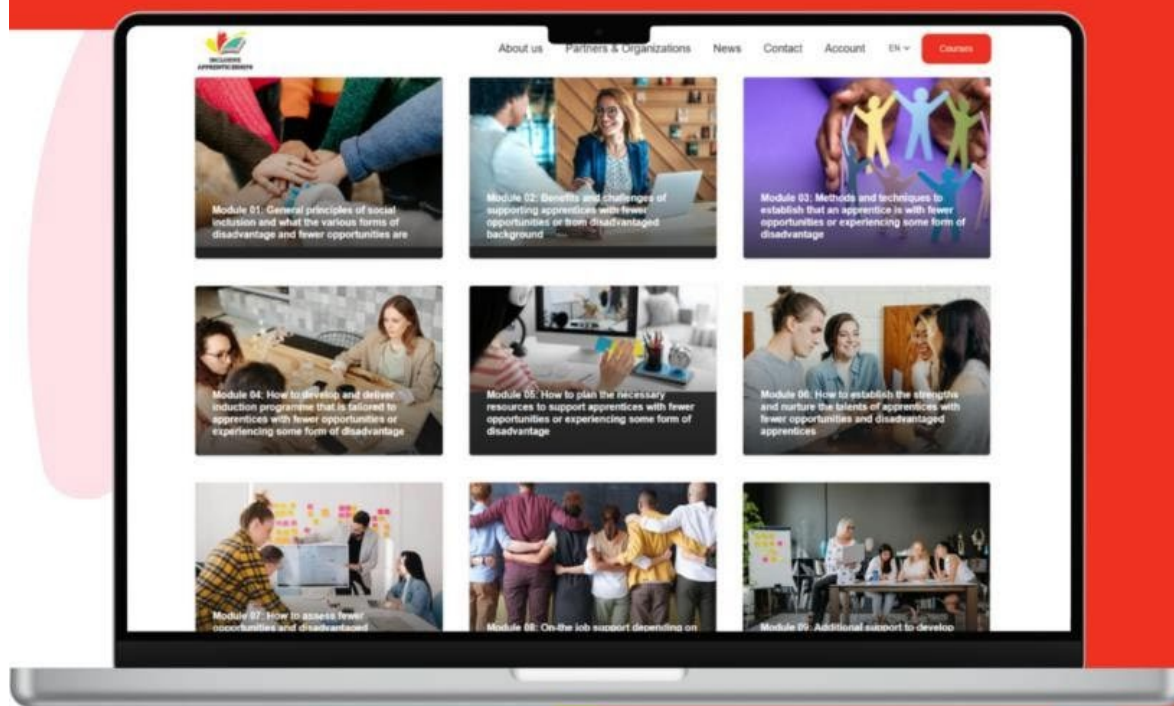 About us Partners & Organizations News Contact Account EN Courses
INCLUSIVE
APPRENTICESHIPS
Module 01: General principles of social
inclusion and what the various forms of
disadvantage and fewer opportunities are
Module 02: Benefits and challenges of
supporting apprentices with fewer
opportunities or from disadvantaged
background
Module 03: Methods and techniques to
establish that an apprentice is with fewer
opportunities or experiencing some form of
disadvantage
Module 04: How to develop and deliver
induction programme that is tailored to
apprentices with fewer opportunities or
experiencing some form of disadvantage
Module 05: How to plan the necessary
resources to support apprentices with fewer
opportunities or experiencing some form of
disadvantage
Module 06: How to establish the strengths
and nurture the talents of apprentices with
fewer opportunities and disadvantaged
apprentices
Module 07: How to assess fewer
opportunities and disadvantaged
Module 08: On-the job support depending on
Module 09: Additional support to develop